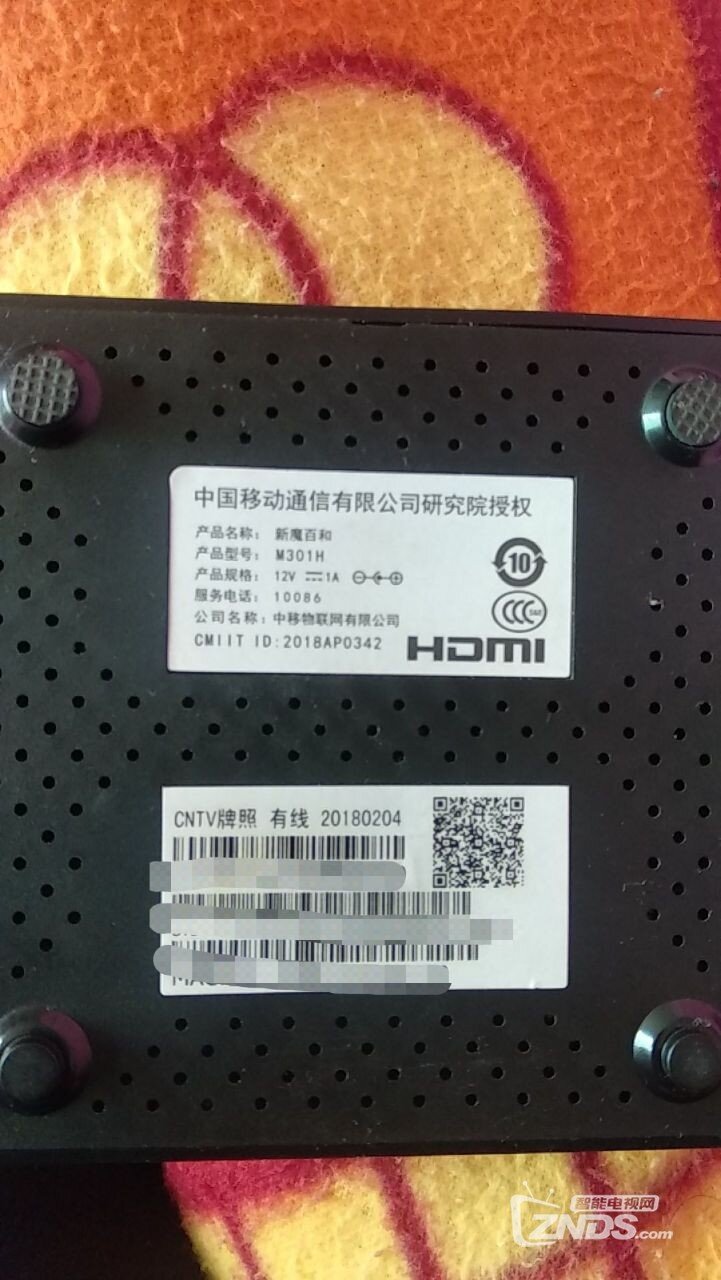 中国移动通信有限公司研究院授权
产品名称: 新魔百和
产品型号: M301H
产品规格: 12V 1A
服务电话: 10086
公司名称: 中移物联网有限公司
CMIIT ID:2018AP0342
10
CCC S&E
HDMI
CNTV牌照 有线 20180204
MAC
智能电视网
ZNDS.com